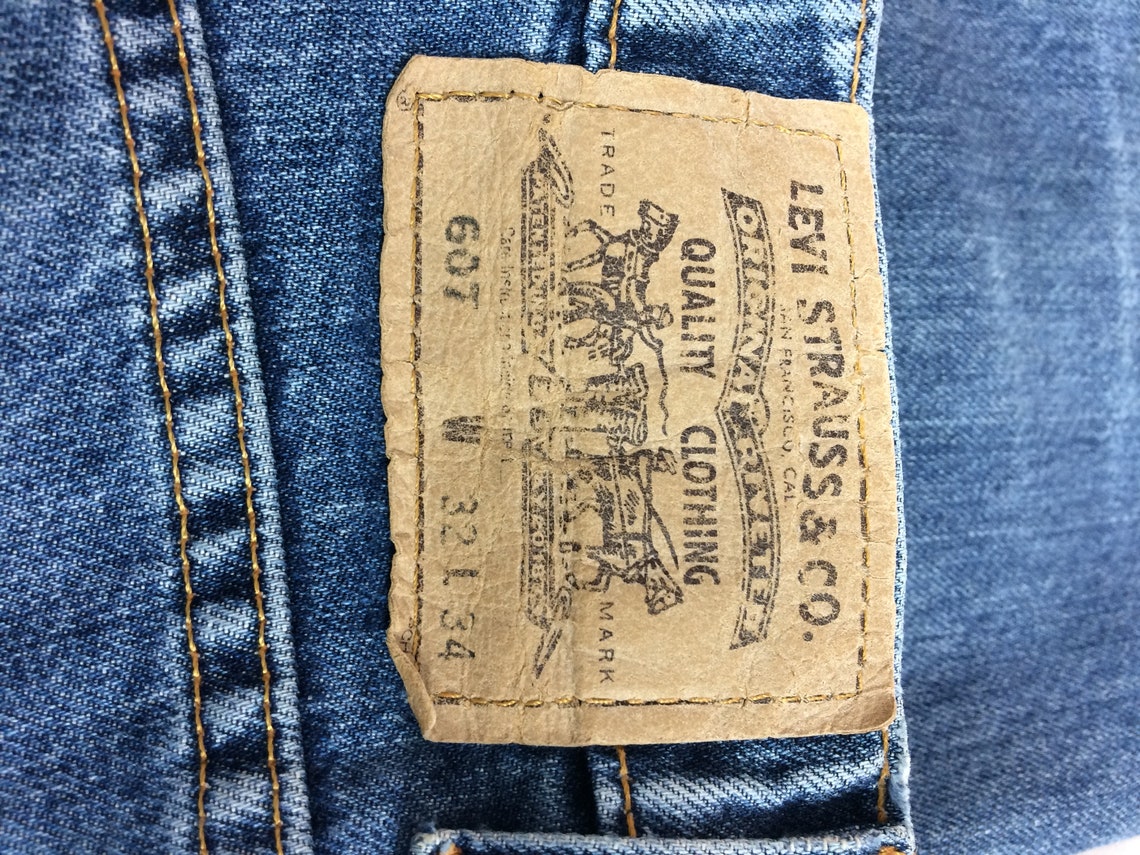 LEVI STRAUSS & CO.
SAN FRANCISCO, CAL
ORIGINAL RIVETED
QUALITY CLOTHING
TRADE MARK
607 W 32 L 34
®